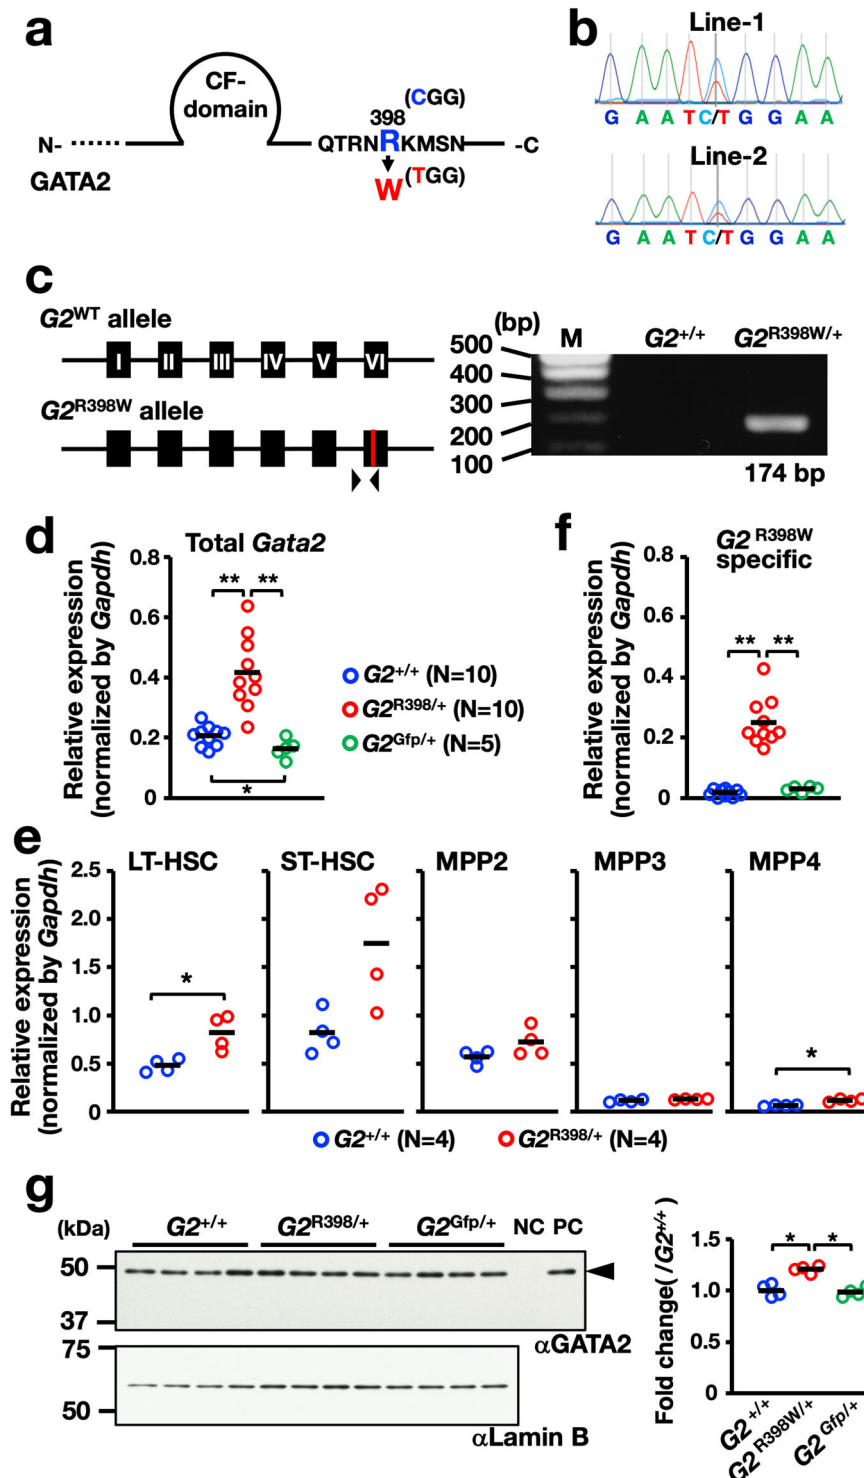 a
CF-
domain
(CGG)
398
N-
QTRNRKMSN
-C
GATA2
W
(TGG)
b
Line-1
G A A T C/T G G A A
Line-2
G A A T C/T G G A A
c
G2WT allele
I II III IV V VI
G2R398W allele
(bp)
500
400
300
200
100
M
G2+/+
G2R398W/+
174 bp
d
Total Gata2
Relative expression
(normalized by Gapdh)
0.8
0.6
0.4
0.2
0
** **
*
G2+/+ (N=10)
G2R398/+ (N=10)
G2Gfp/+ (N=5)
f
G2 R398W
specific
Relative expression
(normalized by Gapdh)
0.8
0.6
0.4
0.2
0
** **
e
LT-HSC
ST-HSC
MPP2
MPP3
MPP4
Relative expression
(normalized by Gapdh)
2.5
2.0
1.5
1.0
0.5
0
*
*
G2+/+ (N=4)
G2R398/+ (N=4)
g
(kDa)
G2+/+
G2R398/+
G2Gfp/+
NC PC
50
37
αGATA2
75
50
αLamin B
Fold change( /G2+/+)
1.5
1.0
0.5
0
* *
G2 +/+
G2 R398W/+
G2 Gfp/+